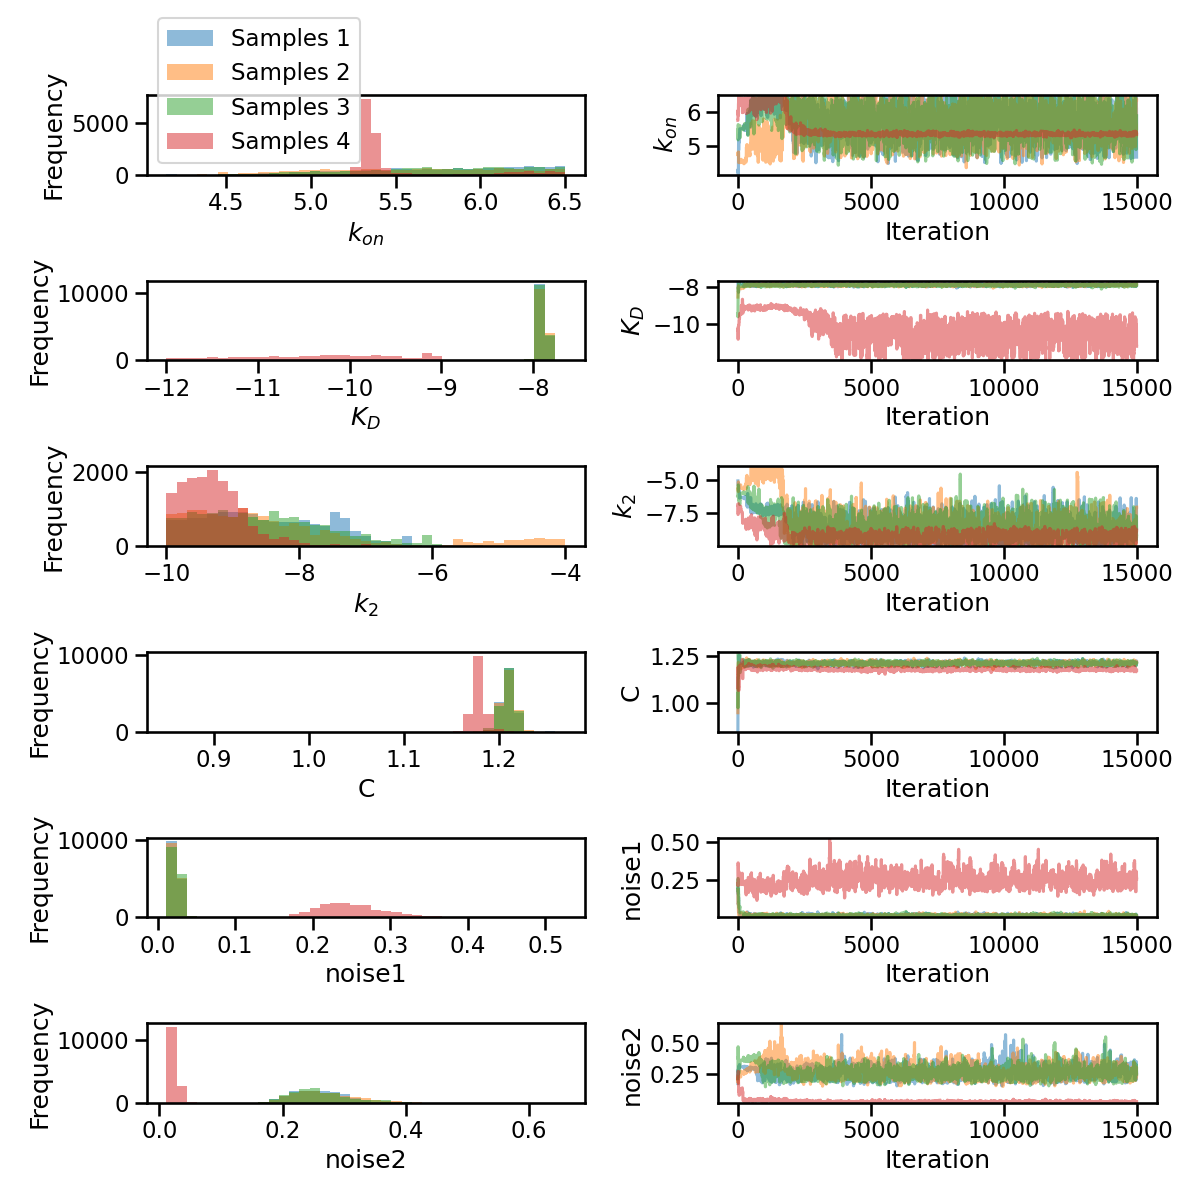 Samples 1
Samples 2
Samples 3
Samples 4
Frequency
5000
0
4.5 5.0 5.5 6.0 6.5
k_on
k_on
6
5
0 5000 10000 15000
Iteration
Frequency
10000
0
−12 −11 −10 −9 −8
K_D
K_D
−8
−10
0 5000 10000 15000
Iteration
Frequency
2000
0
−10 −8 −6 −4
k_2
k_2
−5.0
−7.5
0 5000 10000 15000
Iteration
Frequency
10000
0
0.9 1.0 1.1 1.2
C
C
1.25
1.00
0 5000 10000 15000
Iteration
Frequency
10000
0
0.0 0.1 0.2 0.3 0.4 0.5
noise1
noise1
0.50
0.25
0 5000 10000 15000
Iteration
Frequency
10000
0
0.0 0.2 0.4 0.6
noise2
noise2
0.50
0.25
0 5000 10000 15000
Iteration